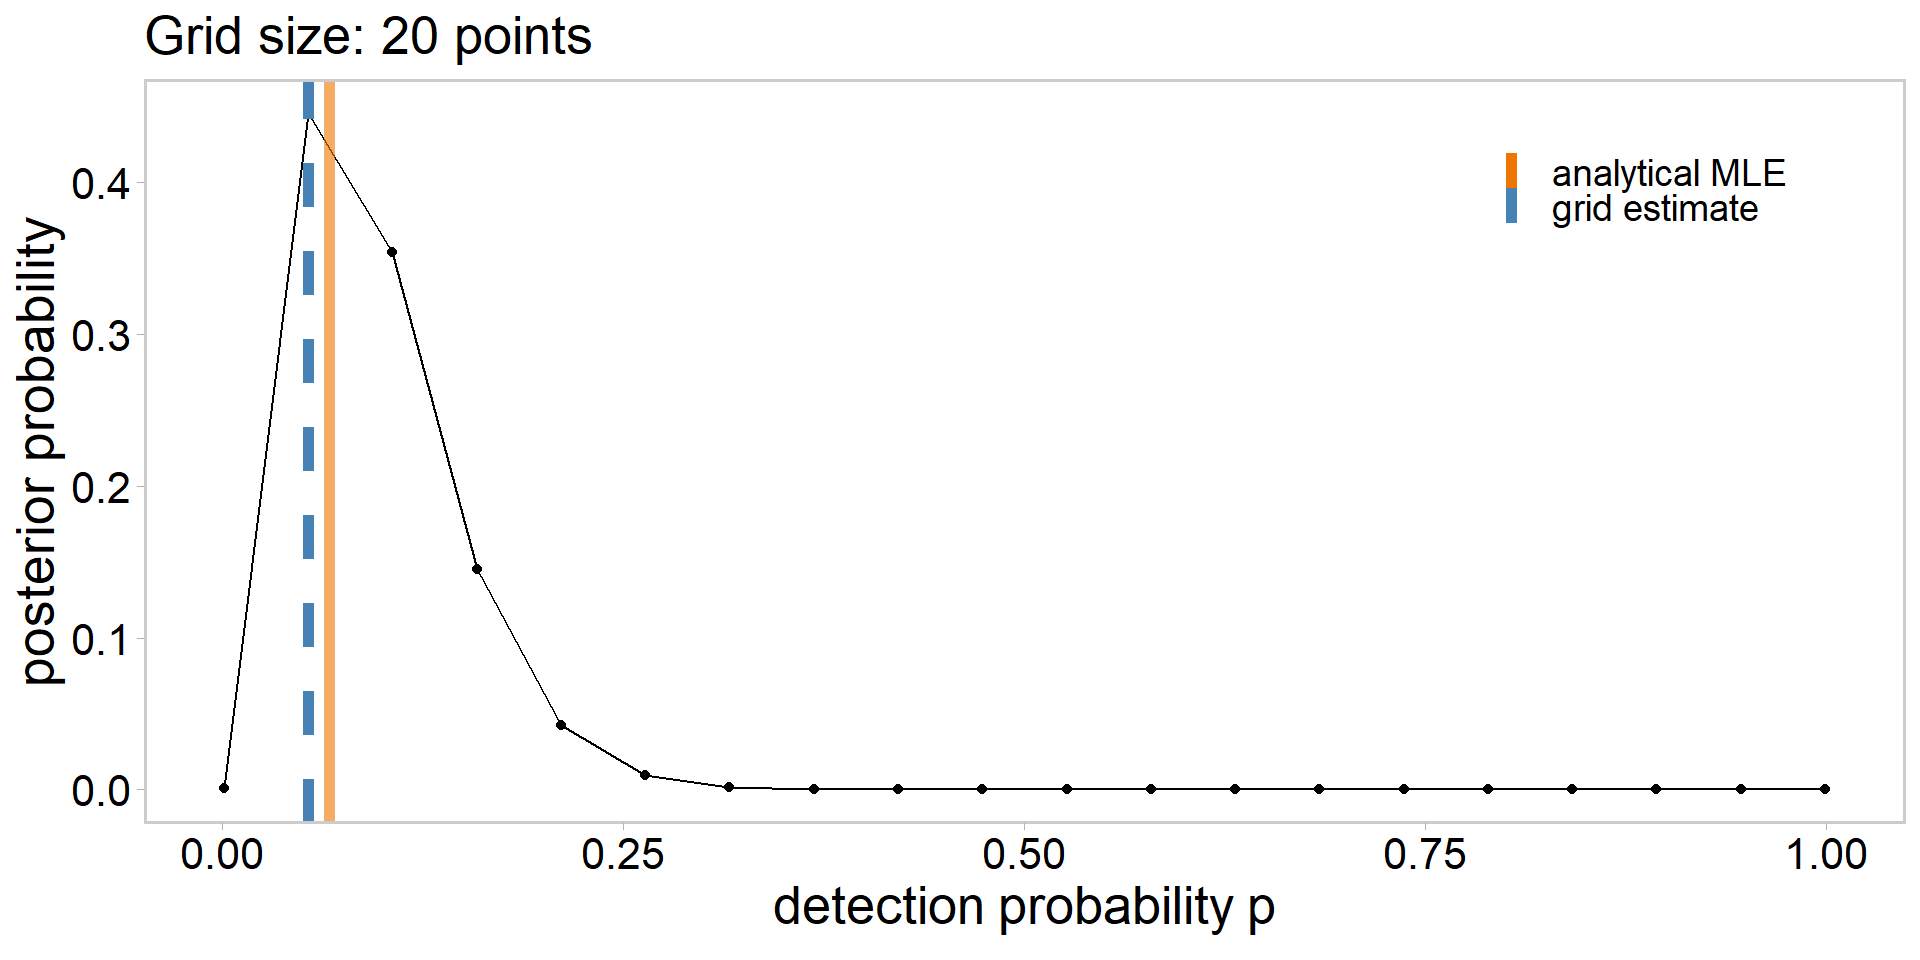 Grid size: 20 points
posterior probability
0.4
0.3
0.2
0.1
0.0
analytical MLE
grid estimate
0.00 0.25 0.50 0.75 1.00
detection probability p